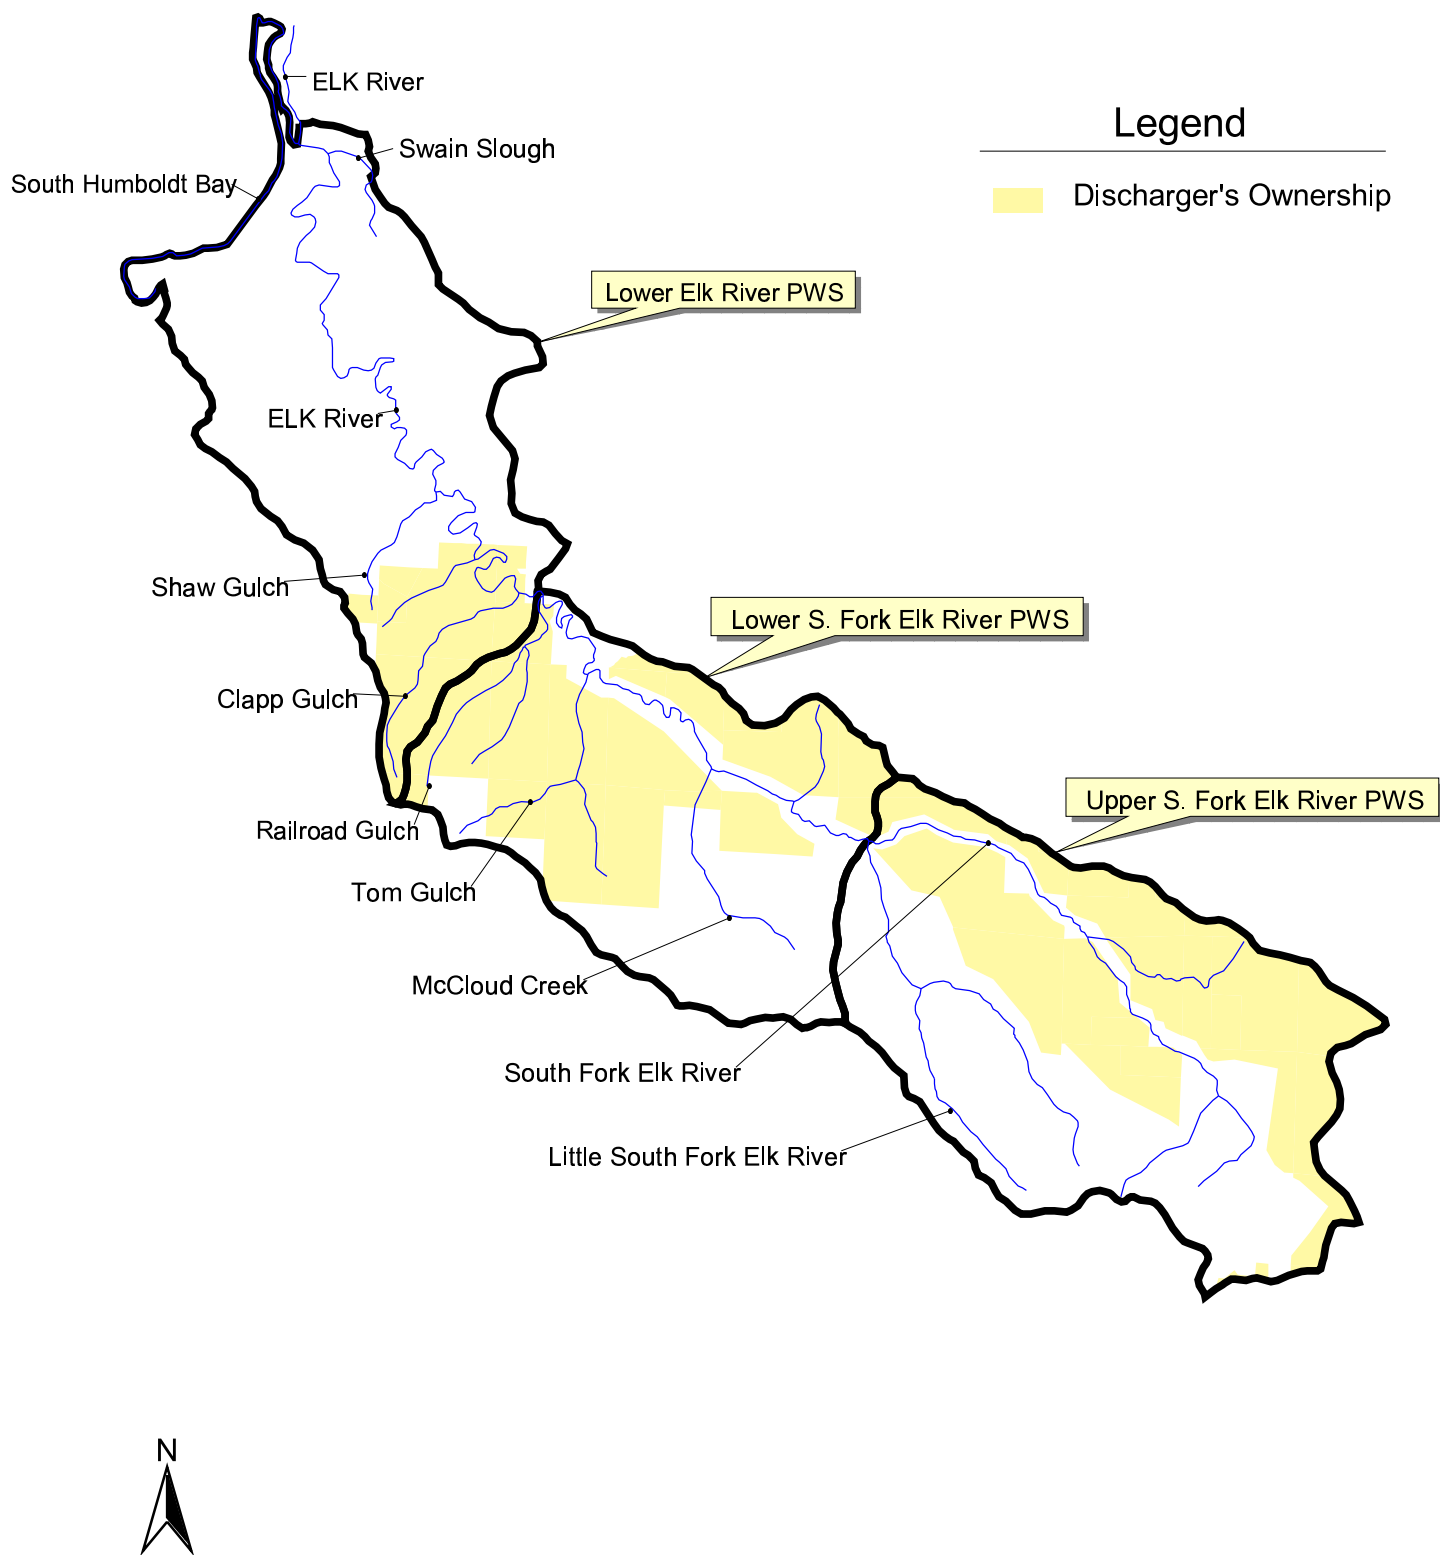 ELK River
Legend
Swain Slough
South Humboldt Bay
Discharger's Ownership
Lower Elk River PWS
ELK River
Shaw Gulch
Lower S. Fork Elk River PWS
Clapp Gulch
Upper S. Fork Elk River PWS
Railroad Gulch
Tom Gulch
McCloud Creek
South Fork Elk River
Little South Fork Elk River
N